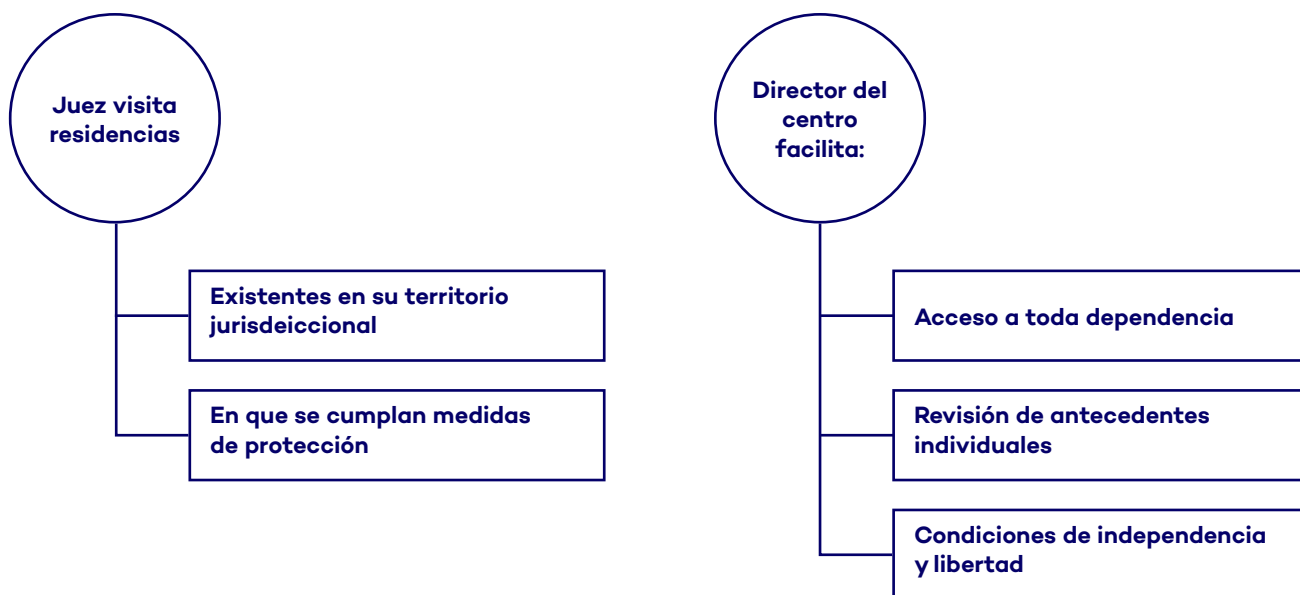 Juez visita
residencias
Existentes en su territorio
jurisdeiccional
En que se cumplan medidas
de protección
Director del
centro
facilita:
Acceso a toda dependencia
Revisión de antecedentes
individuales
Condiciones de independencia
y libertad